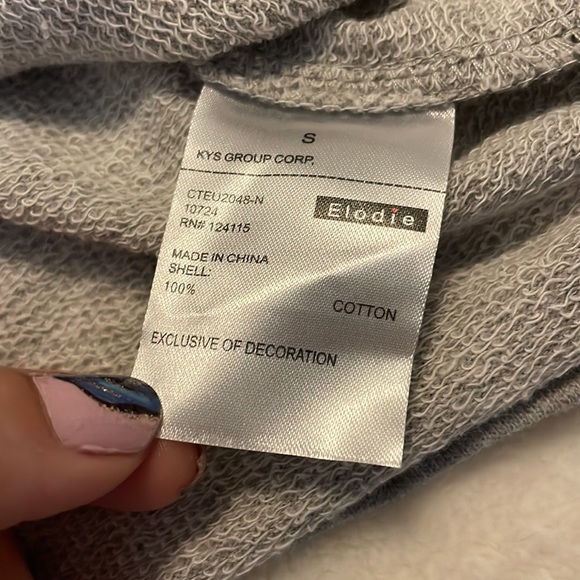 S
KYS GROUP CORP.
CTEU2048-N
10724
RN# 124115
Elodie
MADE IN CHINA
SHELL:
100% COTTON
EXCLUSIVE OF DECORATION